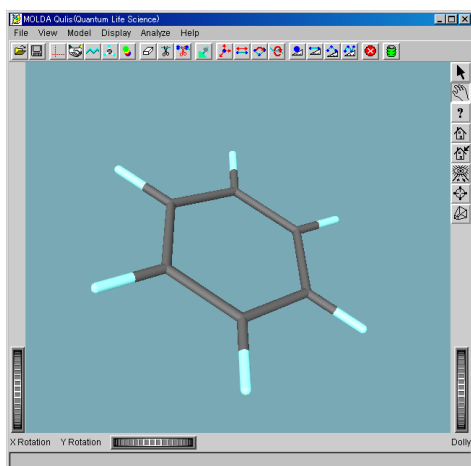 MOLDA Qulis(Quantum Life Science)
File View Model Display Analyze Help
?
X Rotation Y Rotation Dolly